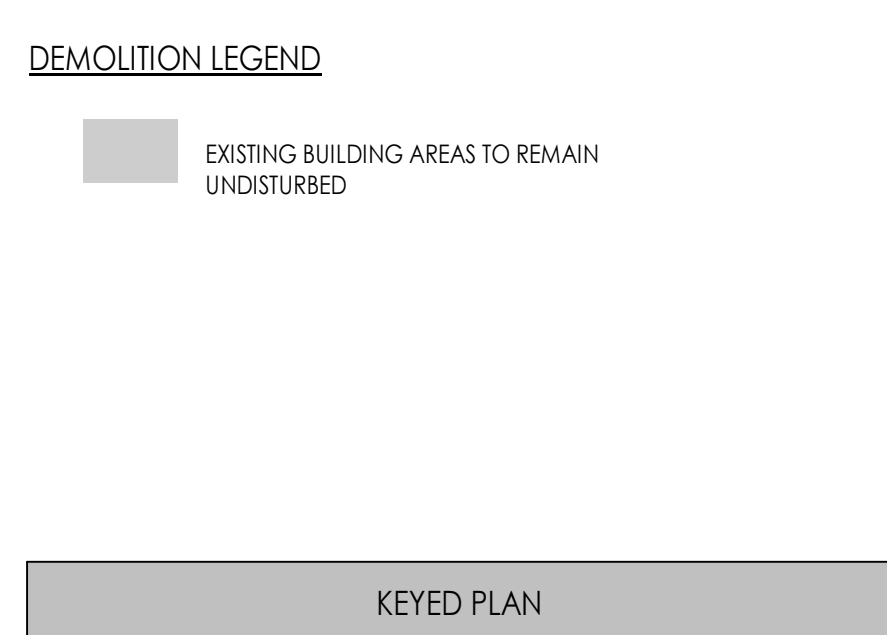 DEMOLITION LEGEND
EXISTING BUILDING AREAS TO REMAIN
UNDISTURBED
KEYED PLAN